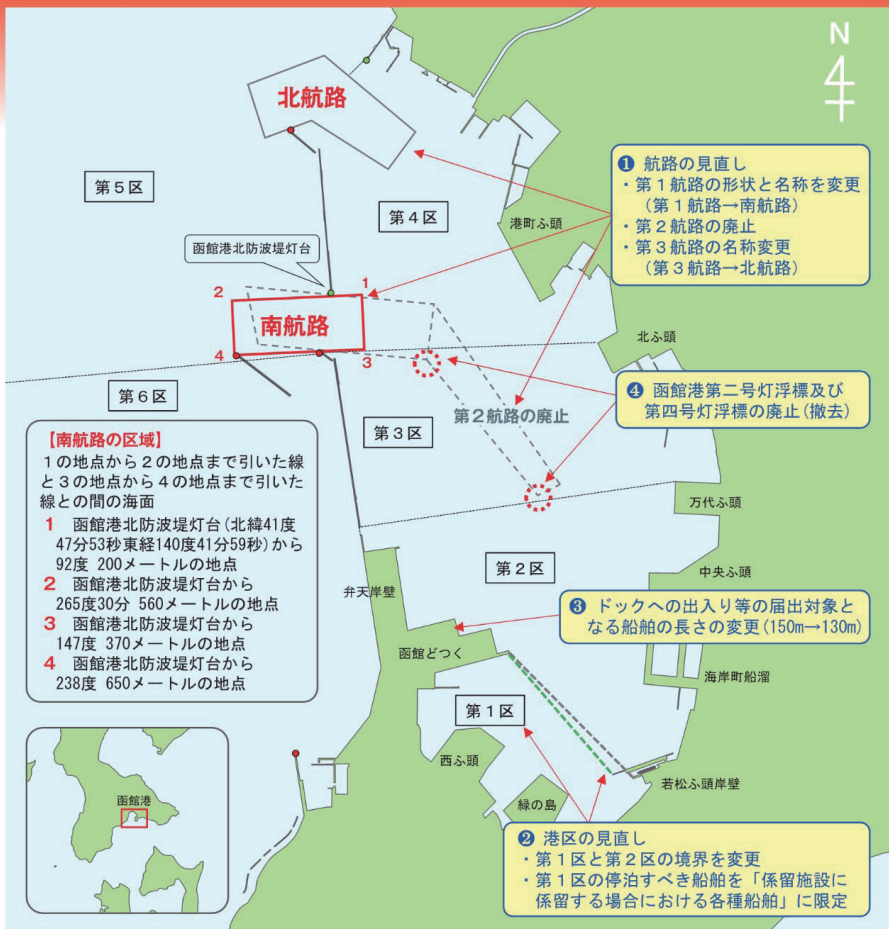 N
北航路
❶ 航路の見直し
・第1航路の形状と名称を変更
(第1航路→南航路)
・第2航路の廃止
・第3航路の名称変更
(第3航路→北航路)
第5区
第4区
港町ふ頭
函館港北防波堤灯台
2
1
南航路
4
3
北ふ頭
第6区
❹ 函館港第二号灯浮標及び
第四号灯浮標の廃止(撤去)
第3区
第2航路の廃止
【南航路の区域】
1の地点から2の地点まで引いた線
と3の地点から4の地点まで引いた
線との間の海面
1 函館港北防波堤灯台(北緯41度
47分53秒東経140度41分59秒)から
92度 200メートルの地点
2 函館港北防波堤灯台から
265度30分 560メートルの地点
3 函館港北防波堤灯台から
147度 370メートルの地点
4 函館港北防波堤灯台から
238度 650メートルの地点
万代ふ頭
第2区
中央ふ頭
弁天岸壁
❸ ドックへの出入り等の届出対象と
なる船舶の長さの変更(150m→130m)
函館どつく
海岸町船溜
第1区
西ふ頭
若松ふ頭岸壁
緑の島
函館港
❷ 港区の見直し
・第1区と第2区の境界を変更
・第1区の停泊すべき船舶を「係留施設に
係留する場合における各種船舶」に限定